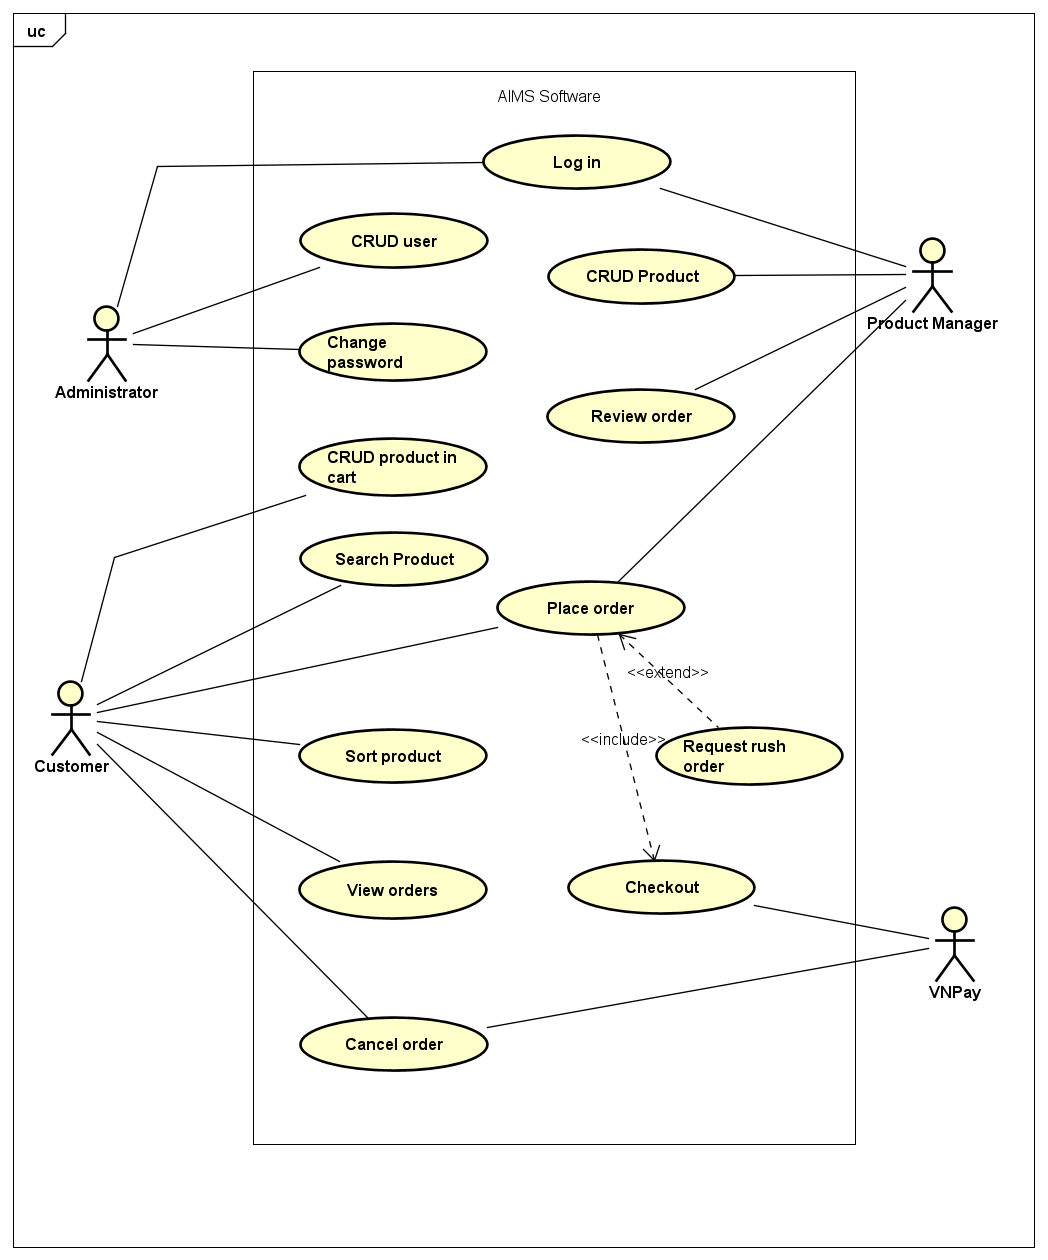 uc
AIMS Software
Log in
CRUD user
CRUD Product
Product Manager
Change
password
Administrator
Review order
CRUD product in
cart
Search Product
Place order
<<extend>>
<<include>>
Request rush
order
Sort product
Customer
Checkout
View orders
VNPay
Cancel order